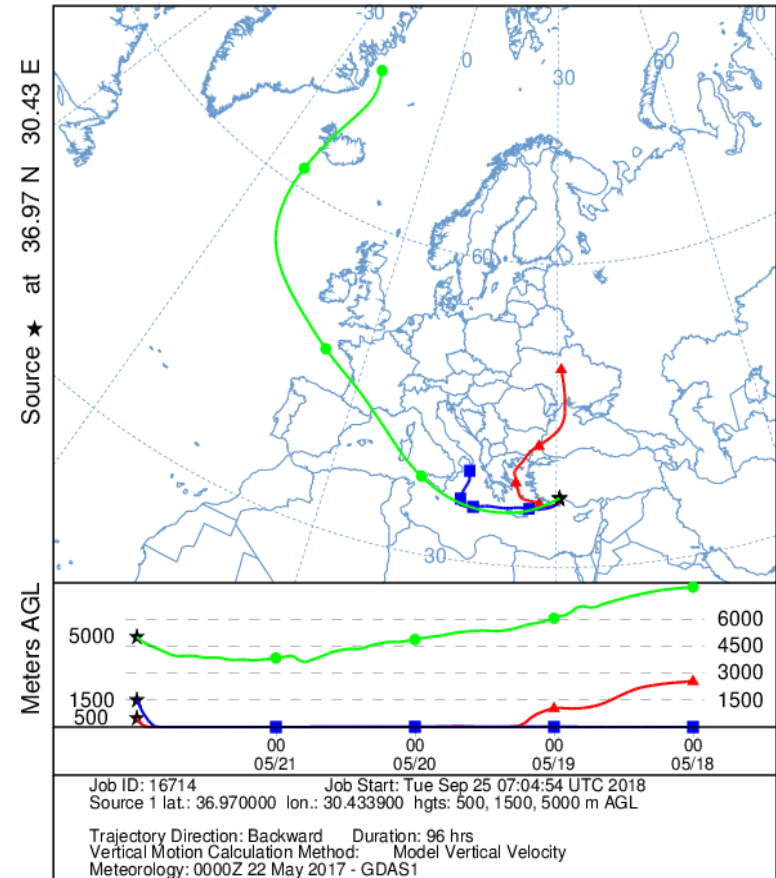 -30
0
30
60
90
60
30
Source ★ at 36.97 N 30.43 E
Meters AGL
5000
1500
500
6000
4500
3000
1500
00 00 00 00
05/21 05/20 05/19 05/18
Job ID: 16714 Job Start: Tue Sep 25 07:04:54 UTC 2018
Source 1 lat.: 36.970000 lon.: 30.433900 hgts: 500, 1500, 5000 m AGL
Trajectory Direction: Backward Duration: 96 hrs
Vertical Motion Calculation Method: Model Vertical Velocity
Meteorology: 0000Z 22 May 2017 - GDAS1